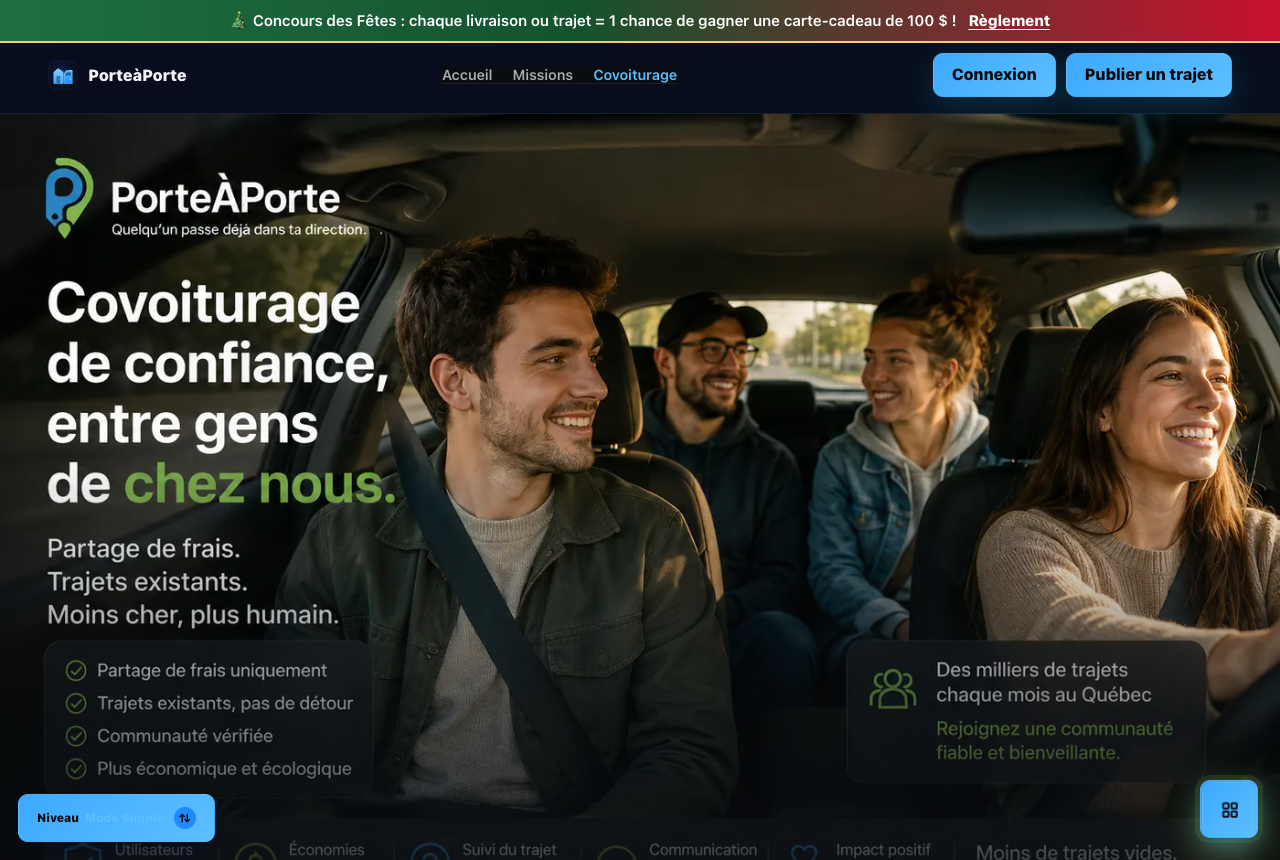 🎄 Concours des Fêtes : chaque livraison ou trajet = 1 chance de gagner une carte-cadeau de 100 $ ! Règlement
PorteàPorte
Accueil Missions Covoiturage
Connexion
Publier un trajet
PorteÀPorte
Quelqu'un passe déjà dans ta direction.
Covoiturage
de confiance,
entre gens
de chez nous.
Partage de frais.
Trajets existants.
Moins cher, plus humain.
Partage de frais uniquement
Trajets existants, pas de détour
Communauté vérifiée
Plus économique et écologique
Des milliers de trajets
chaque mois au Québec
Rejoignez une communauté
fiable et bienveillante.
Niveau Mode Simple
Utilisateurs
Économies
Suivi du trajet
Communication
Impact positif
Moins de trajets vides.